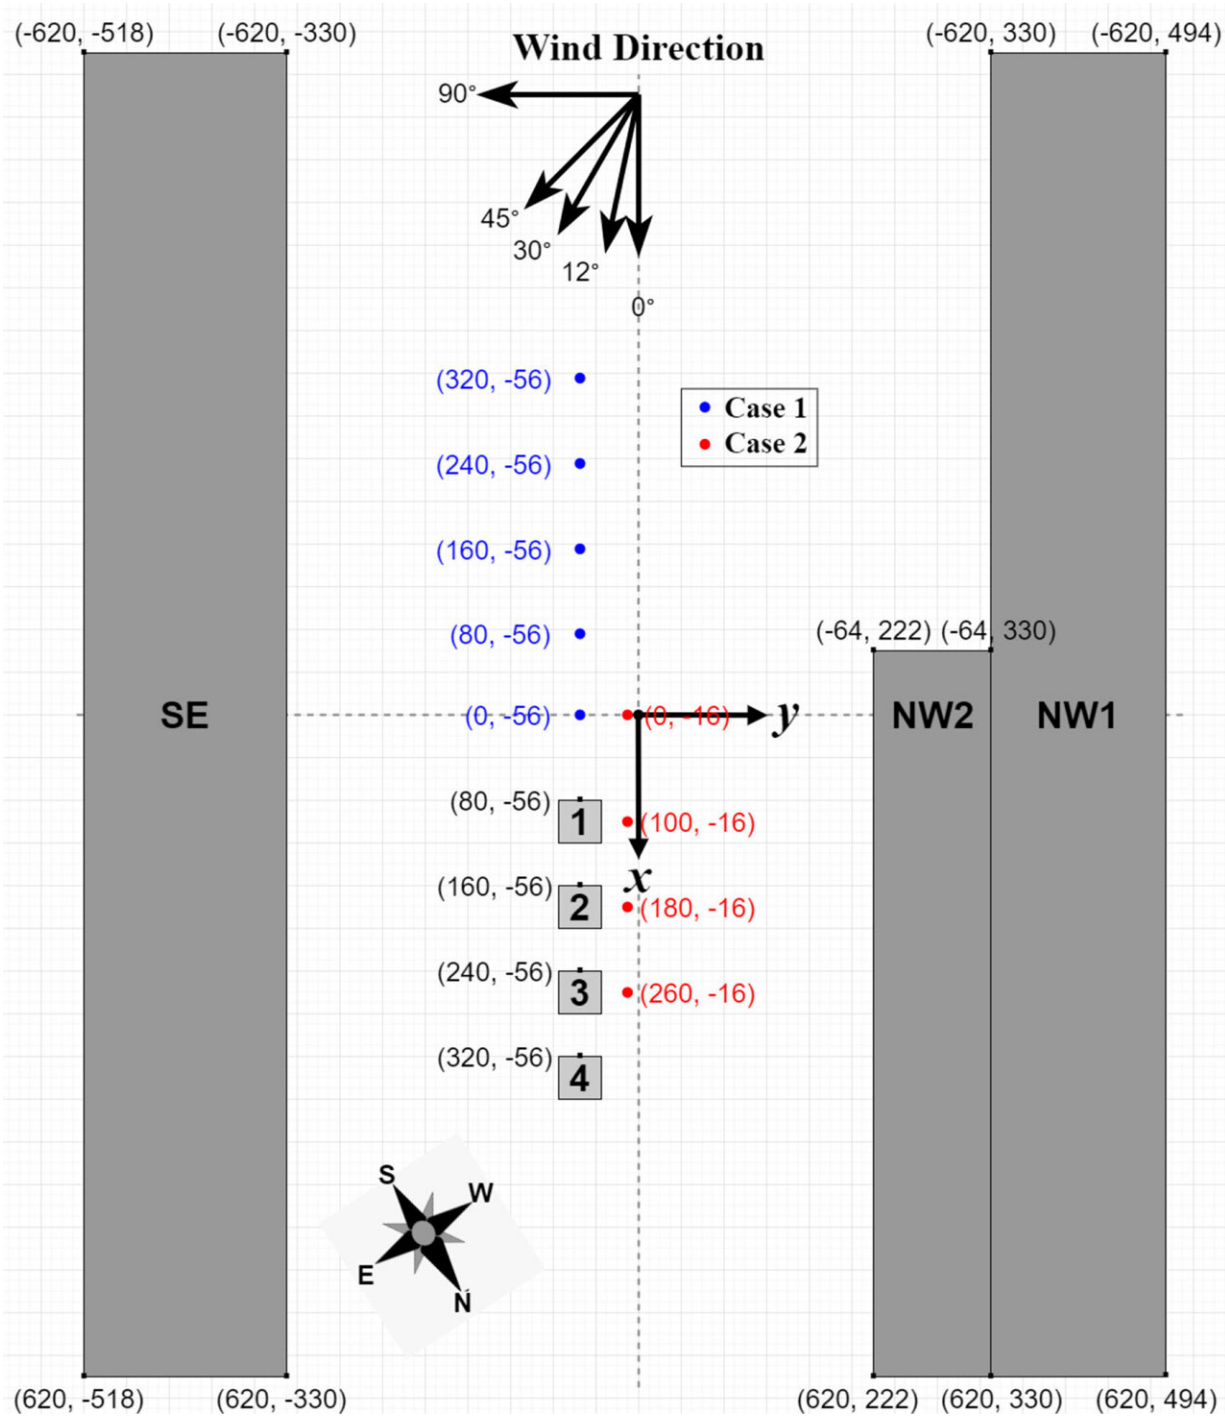 (-620, -518) (-620, -330) (-620, 330) (-620, 494)
Wind Direction
90°
45°
30°
12°
0°
(320, -56)
Case 1
Case 2
(240, -56)
(160, -56)
(80, -56)
(-64, 222) (-64, 330)
SE (0, -56) (0, -16) y NW2 NW1
(80, -56) 1 (100, -16)
x
(160, -56) 2 (180, -16)
(240, -56) 3 (260, -16)
(320, -56) 4
S
W
E
N
(620, -518) (620, -330) (620, 222) (620, 330) (620, 494)